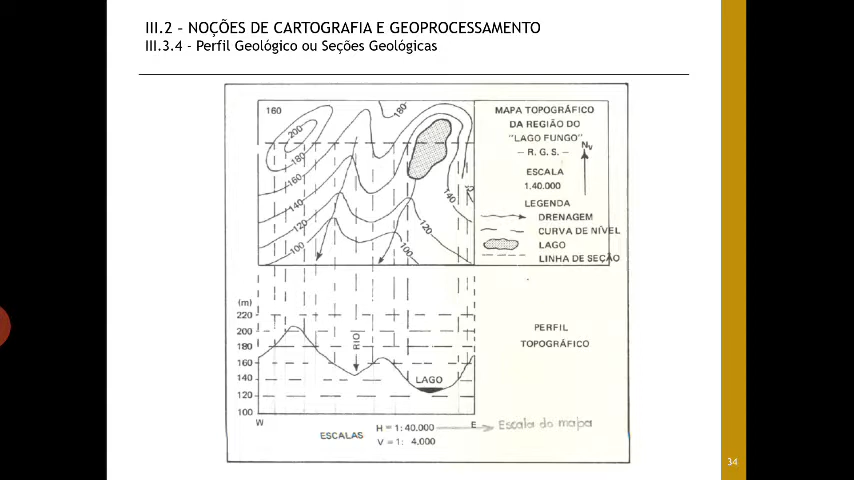 III.2 – NOÇÕES DE CARTOGRAFIA E GEOPROCESSAMENTO
III.3.4 - Perfil Geológico ou Seções Geológicas
160
200
180
160
140
120
100
180
140
120
100
MAPA TOPOGRÁFICO
DA REGIÃO DO
"LAGO FUNGO"
— R. G. S. —
Nv
ESCALA
1,40.000
LEGENDA
DRENAGEM
CURVA DE NÍVEL
LAGO
LINHA DE SEÇÃO
(m)
220
200
180
160
140
120
100
RIO
LAGO
W
E
PERFIL
TOPOGRÁFICO
ESCALAS
H = 1: 40.000
V = 1: 4.000
Escala do mapa
34